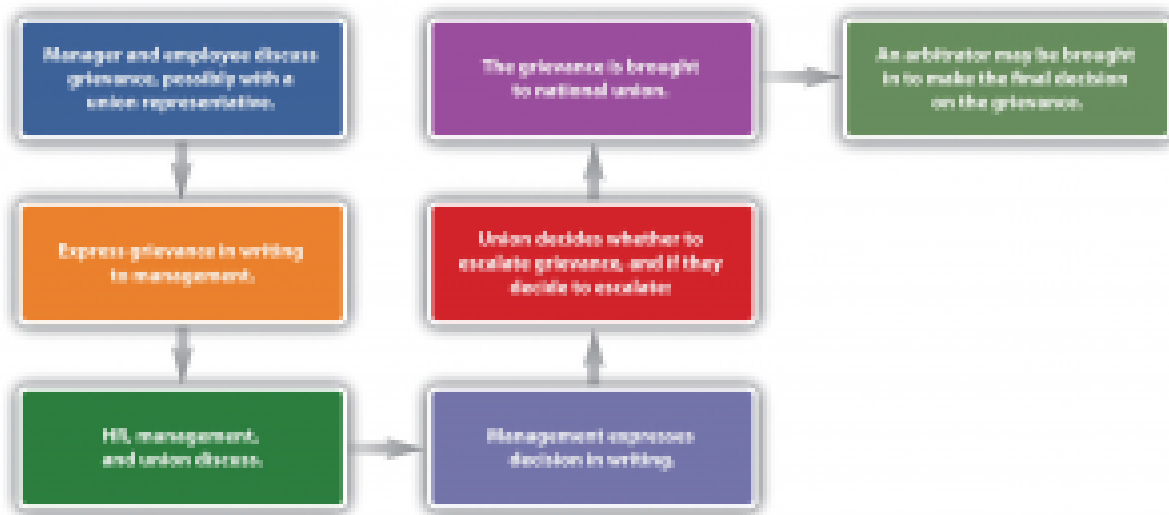 Manager and employee discuss
grievance, possibly with a
union representative.
Express grievance in writing
to management.
HR, management,
and union discuss.
Management expresses
decision in writing.
Union decides whether to
escalate grievance, and if they
decide to escalate:
The grievance is brought
to national union.
An arbitrator may be brought
in to make the final decision
on the grievance.